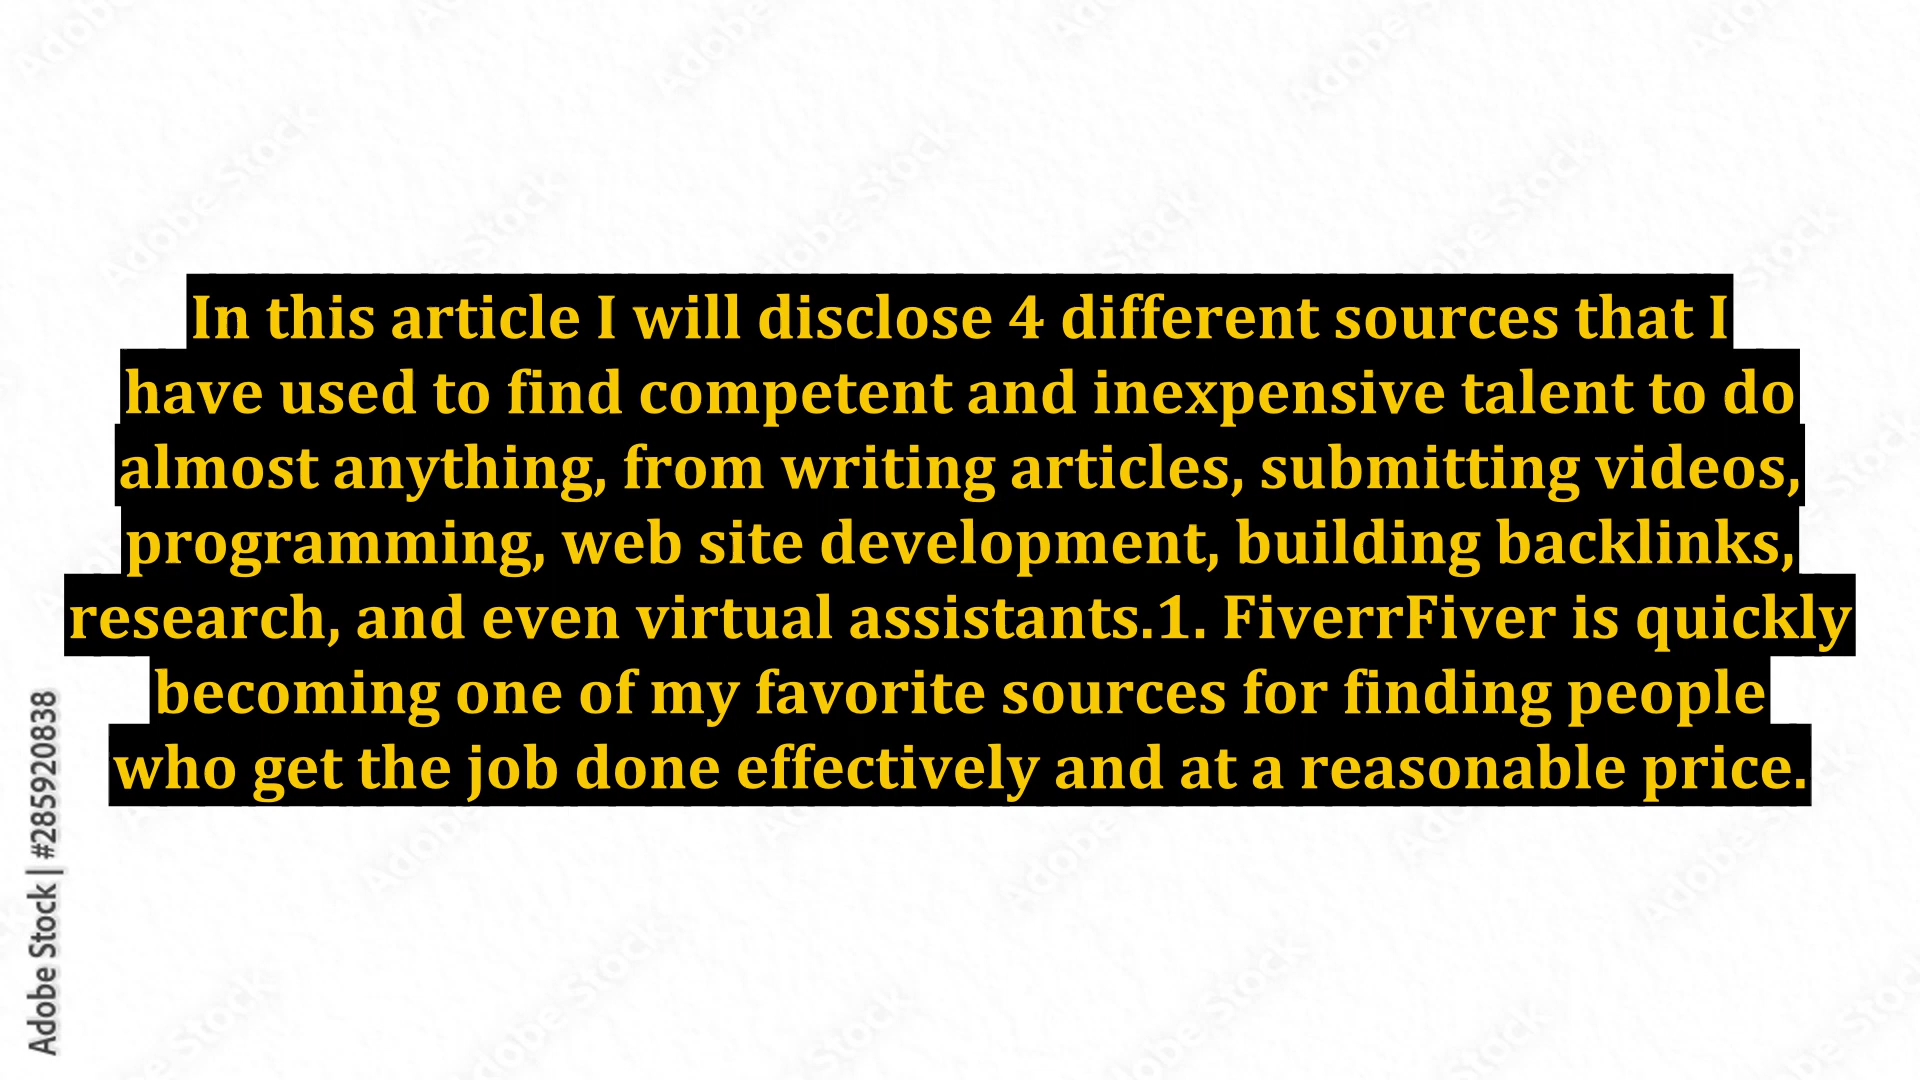 In this article I will disclose 4 different sources that I
have used to find competent and inexpensive talent to do
almost anything, from writing articles, submitting videos,
programming, web site development, building backlinks,
research, and even virtual assistants.1. FiverrFiver is quickly
becoming one of my favorite sources for finding people
who get the job done effectively and at a reasonable price.
Adobe Stock | #285920838